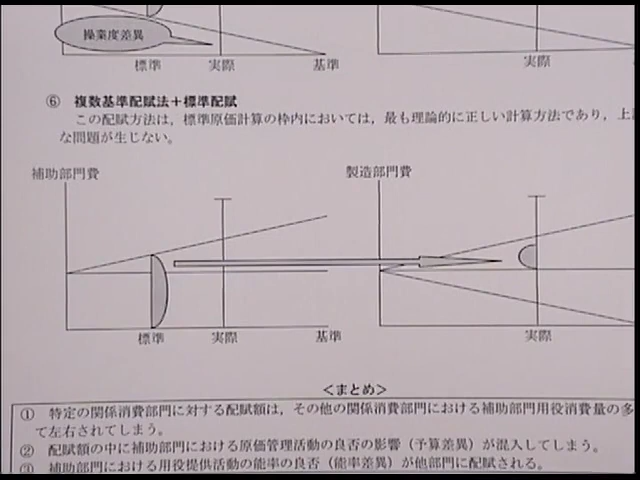 操業度差異
標準 実際 基準
実際
⑥ 複数基準配賦法＋標準配賦
この配賦方法は，標準原価計算の枠内においては，最も理論的に正しい計算方法であり，
な問題が生じない。
補助部門費 製造部門費
標準 実際 基準
実際
＜まとめ＞
① 特定の関係消費部門に対する配賦額は，その他の関係消費部門における補助部門用役消費量の多
て左右されてしまう。
② 配賦額の中に補助部門における原価管理活動の良否の影響（予算差異）が混入してしまう。
③ 補助部門における用役提供活動の能率の良否（能率差異）が他部門に配賦される。